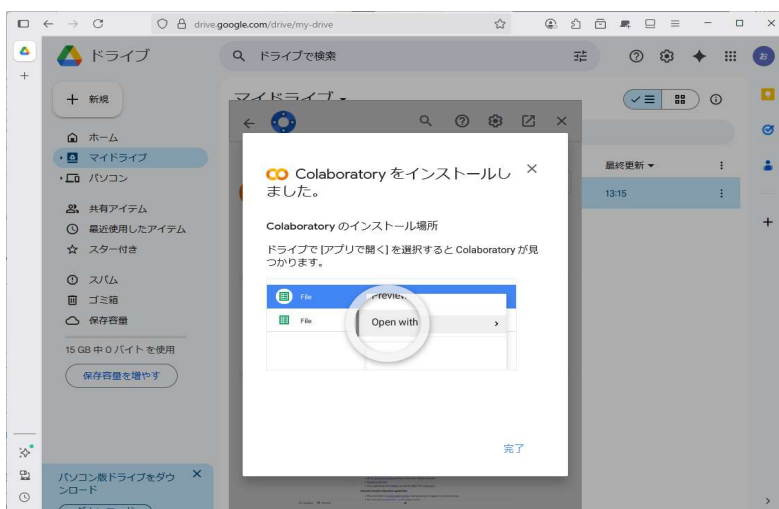 drive.google.com/drive/my-drive
ドライブ
ドライブで検索
お
新規
マイドライブ
ホーム
マイドライブ
パソコン
共有アイテム
最近使用したアイテム
スター付き
スパム
ゴミ箱
保存容量
15 GB 中 0 バイト を使用
保存容量を増やす
パソコン版ドライブをダウ
ンロード
最終更新
13:15
Colaboratory をインストールし
ました。
Colaboratory のインストール場所
ドライブで [アプリで開く] を選択すると Colaboratory が見
つかります。
File
Preview
File
Open with
完了